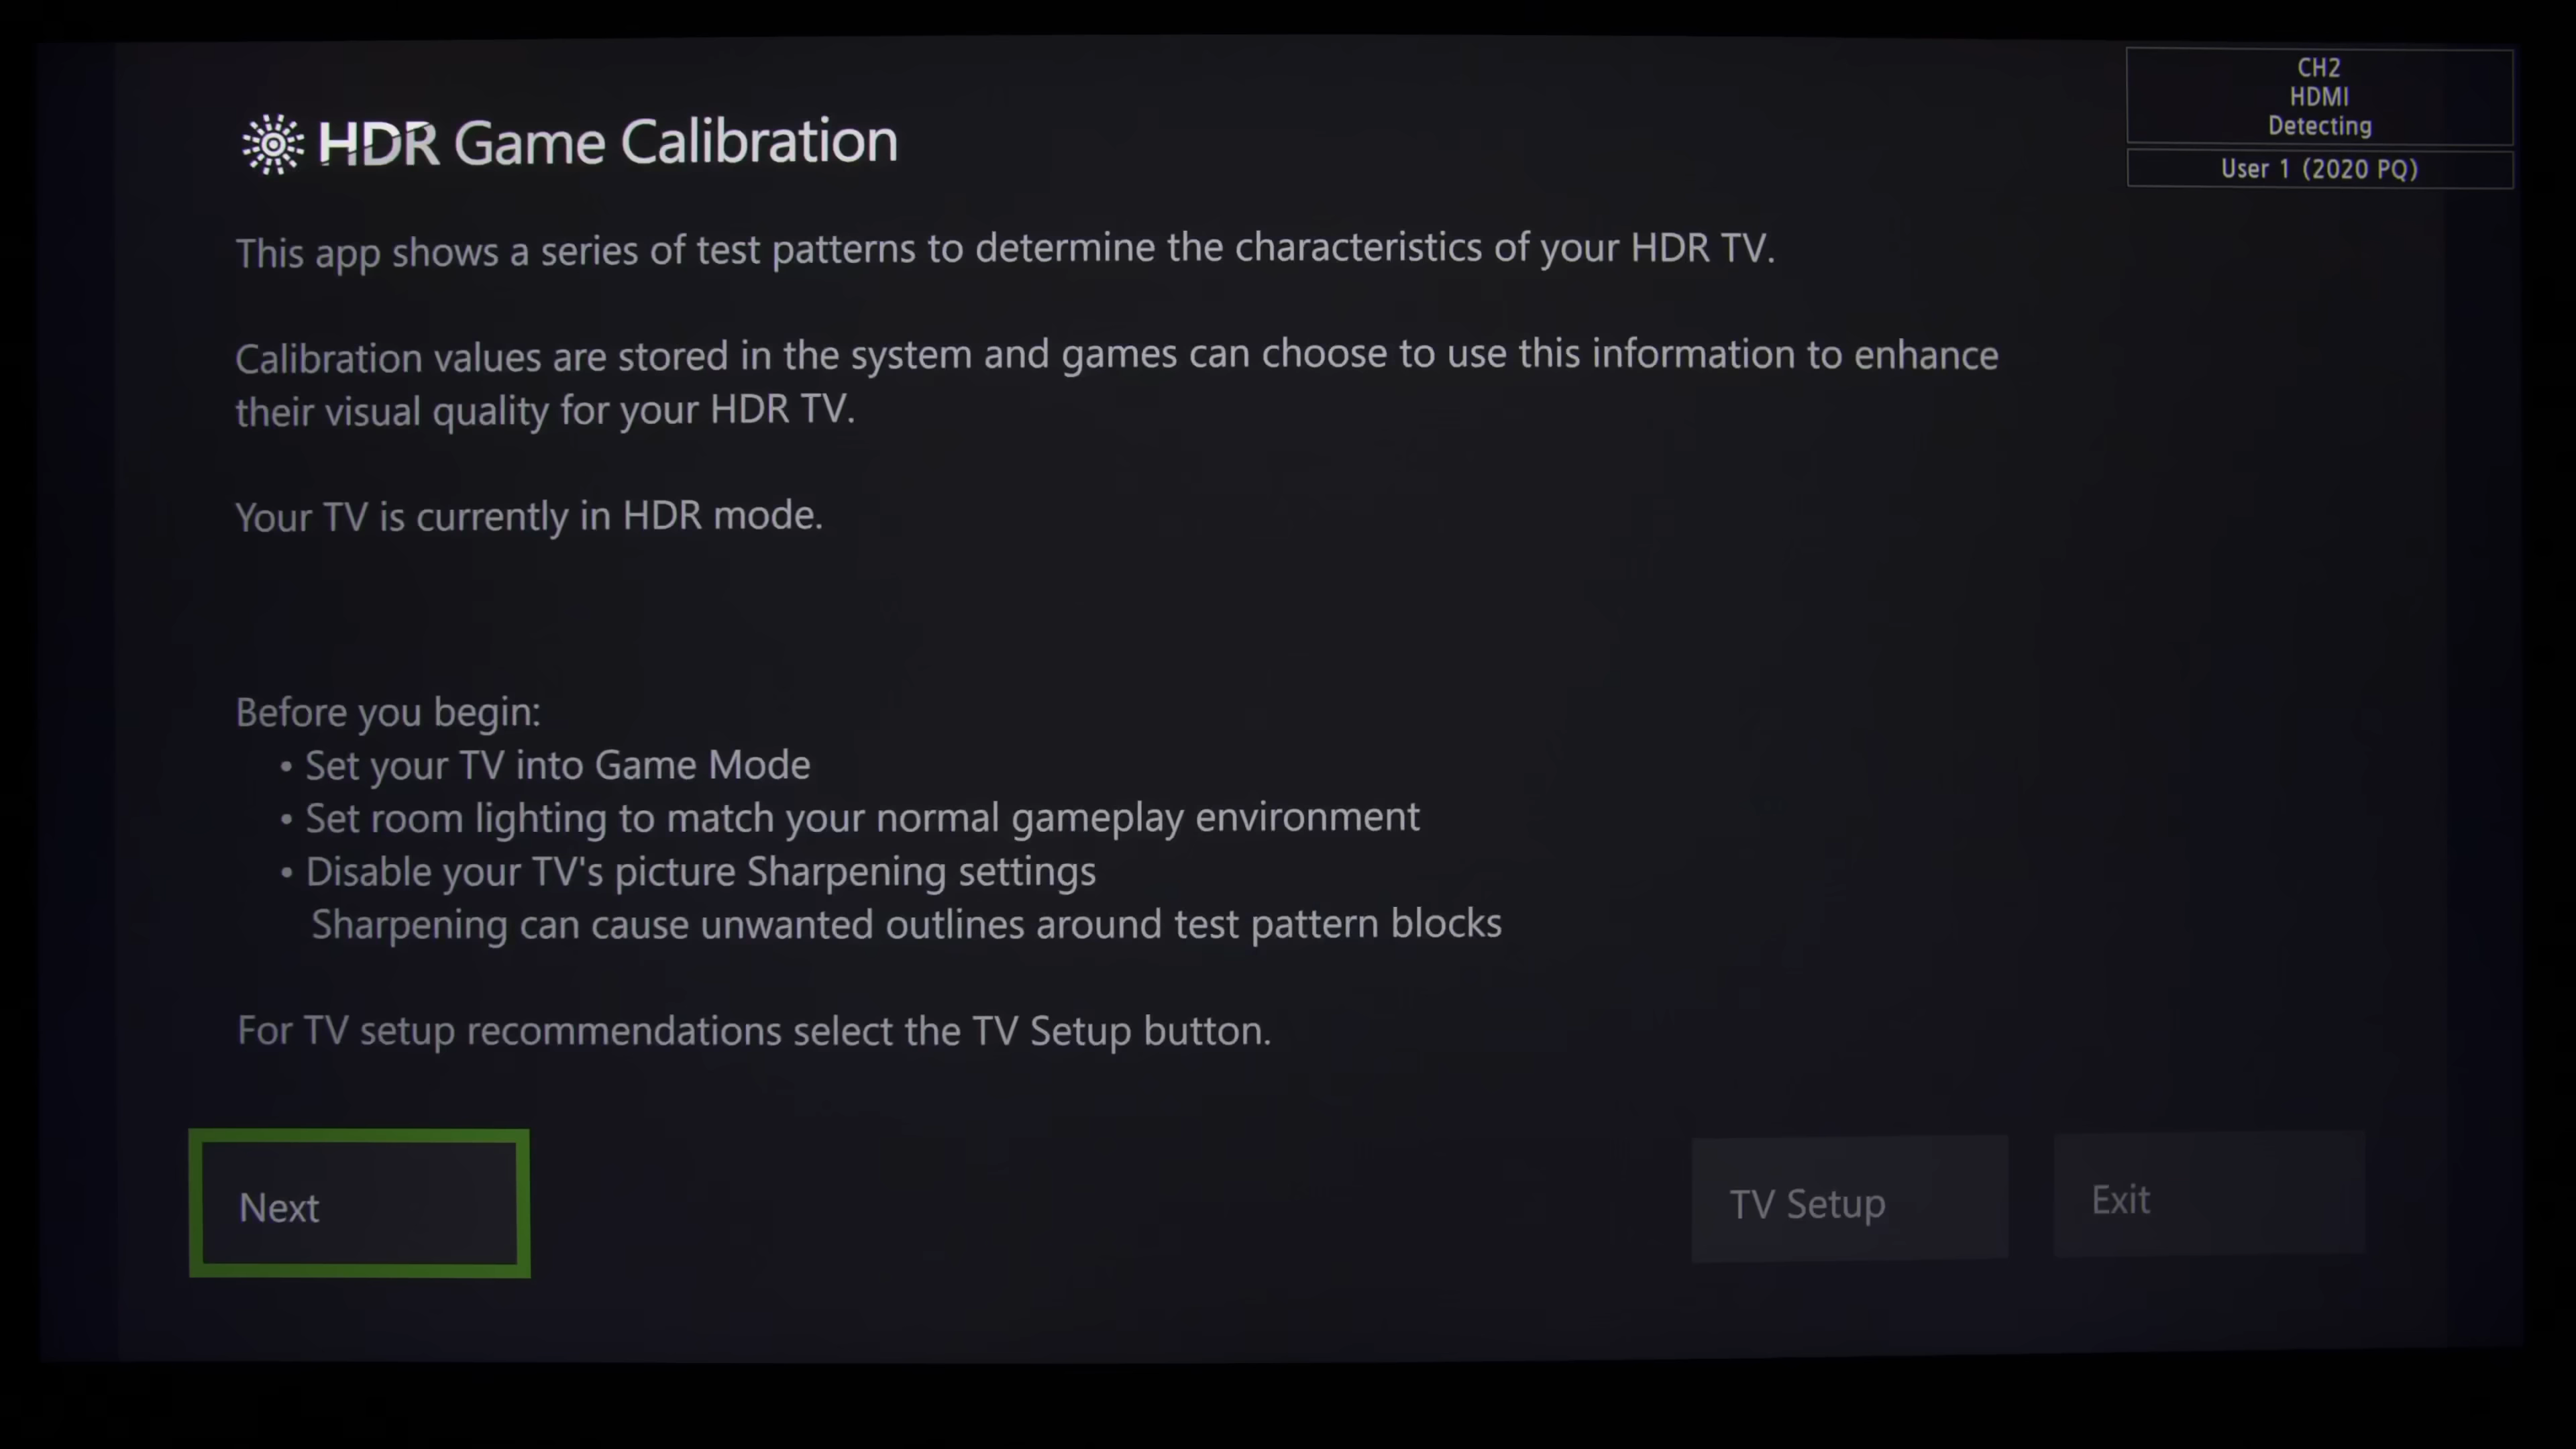 HDR Game Calibration
CH2
HDMI
Detecting
User 1 (2020 PQ)
This app shows a series of test patterns to determine the characteristics of your HDR TV.
Calibration values are stored in the system and games can choose to use this information to enhance
their visual quality for your HDR TV.
Your TV is currently in HDR mode.
Before you begin:
• Set your TV into Game Mode
• Set room lighting to match your normal gameplay environment
• Disable your TV's picture Sharpening settings
Sharpening can cause unwanted outlines around test pattern blocks
For TV setup recommendations select the TV Setup button.
Next
TV Setup
Exit